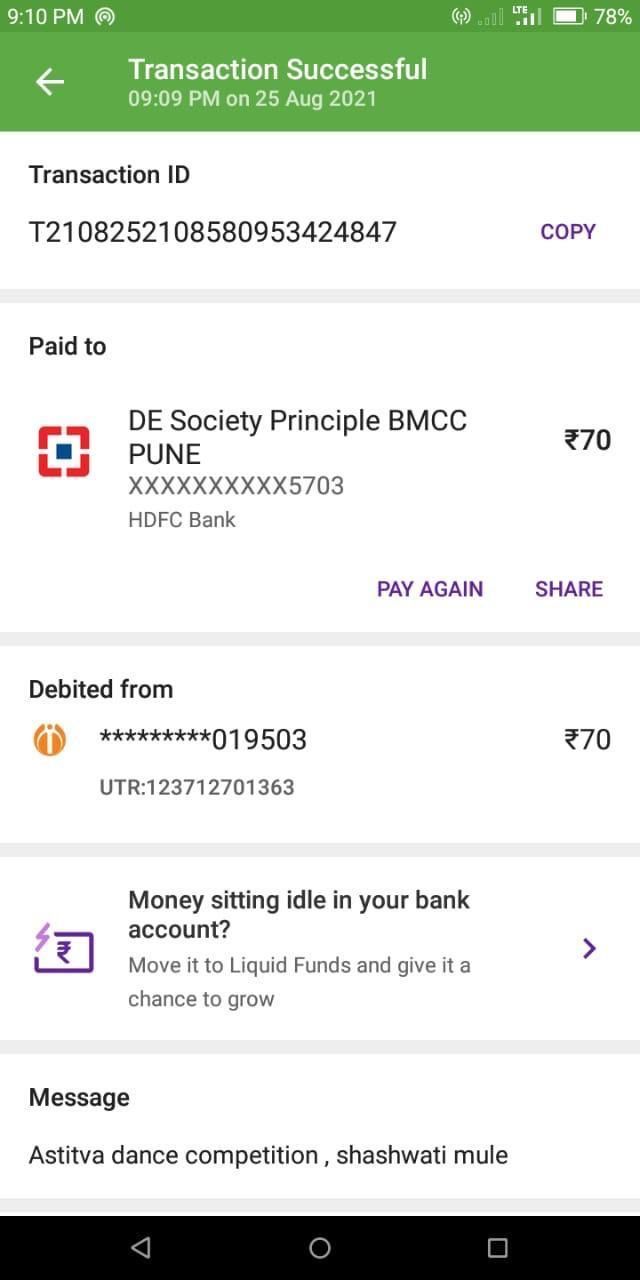 9:10 PM LTE 78%
Transaction Successful
09:09 PM on 25 Aug 2021
Transaction ID
T2108252108580953424847 COPY
Paid to
DE Society Principle BMCC
PUNE
₹70
XXXXXXXXXX5703
HDFC Bank
PAY AGAIN SHARE
Debited from
*********019503 ₹70
UTR:123712701363
Money sitting idle in your bank
account?
Move it to Liquid Funds and give it a
chance to grow
Message
Astitva dance competition , shashwati mule